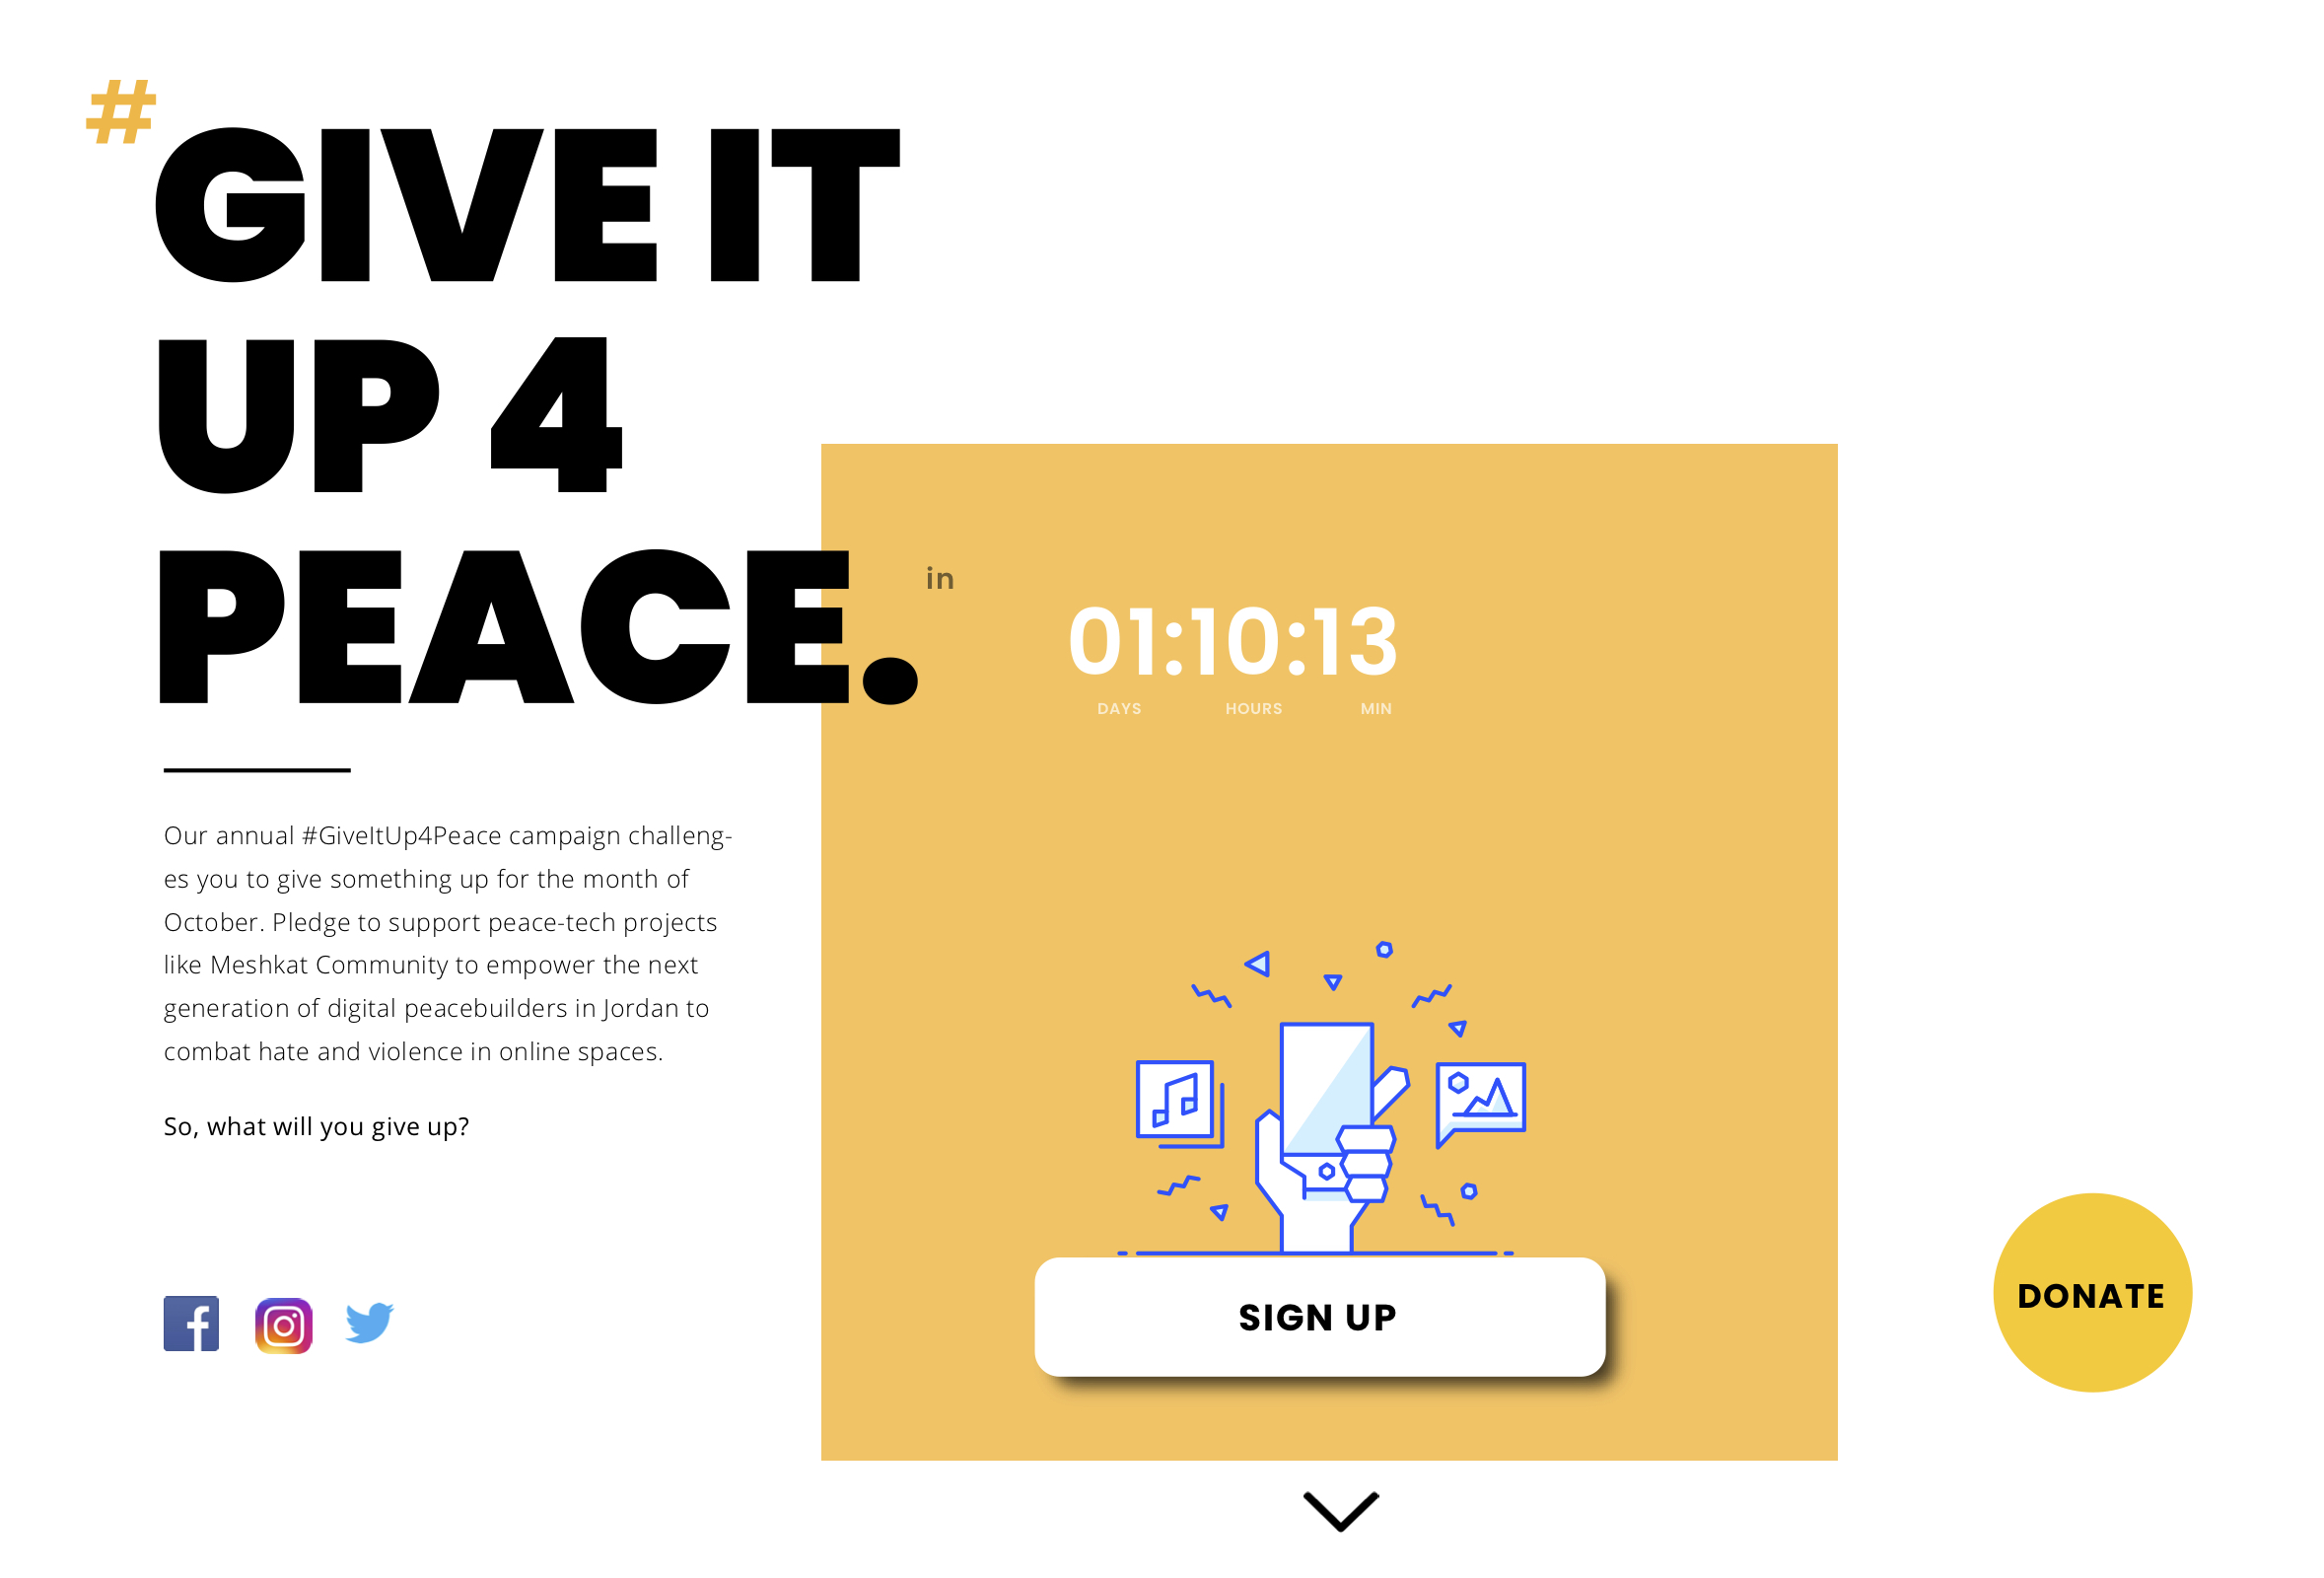 #
GIVE IT
UP 4
PEACE.
in
01:10:13
DAYS HOURS MIN
Our annual #GiveItUp4Peace campaign challeng-
es you to give something up for the month of
October. Pledge to support peace-tech projects
like Meshkat Community to empower the next
generation of digital peacebuilders in Jordan to
combat hate and violence in online spaces.
So, what will you give up?
SIGN UP
DONATE